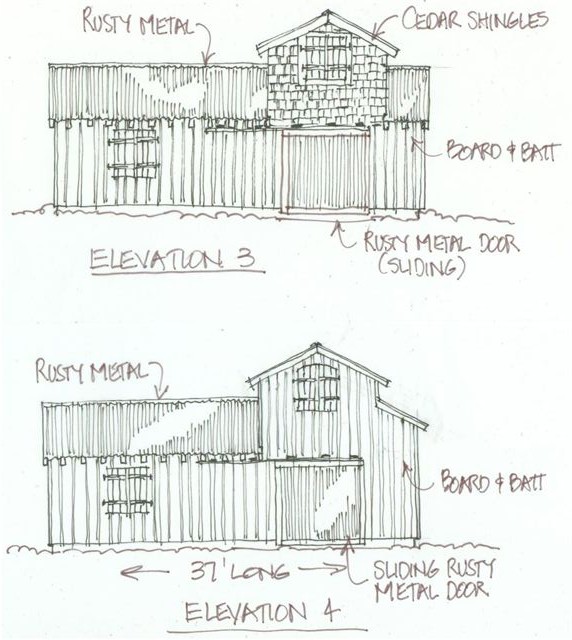 RUSTY METAL
CEDAR SHINGLES
BOARD & BATT
RUSTY METAL DOOR
(SLIDING)
ELEVATION 3
RUSTY METAL
BOARD & BATT
37' LONG
SLIDING RUSTY
METAL DOOR
ELEVATION 4